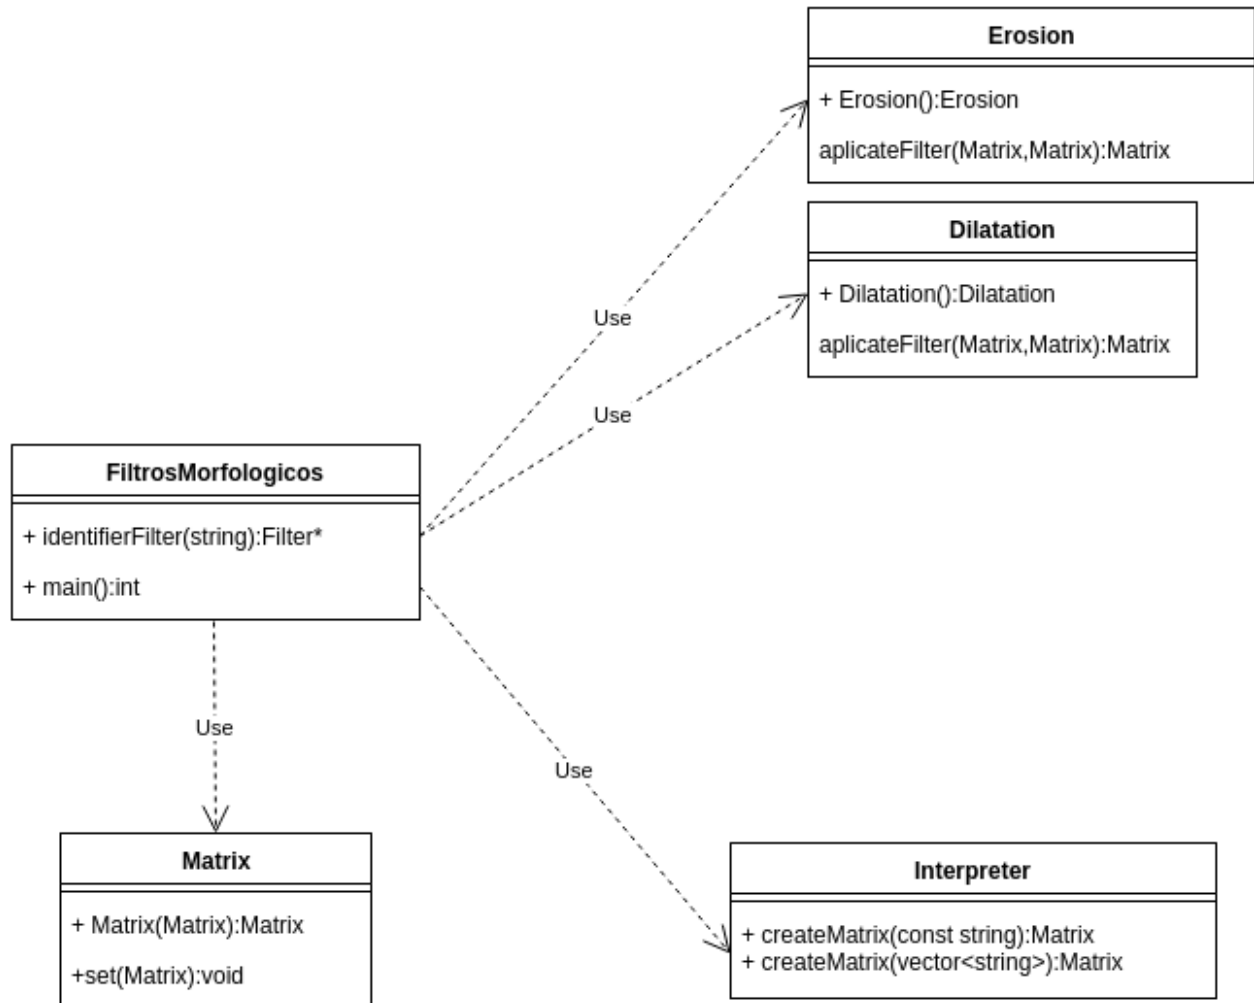 Erosion
+ Erosion():Erosion
aplicateFilter(Matrix,Matrix):Matrix
Dilatation
+ Dilatation():Dilatation
aplicateFilter(Matrix,Matrix):Matrix
Use
Use
FiltrosMorfologicos
+ identifierFilter(string):Filter*
+ main():int
Use
Use
Matrix
+ Matrix(Matrix):Matrix
+set(Matrix):void
Interpreter
+ createMatrix(const string):Matrix
+ createMatrix(vector<string>):Matrix